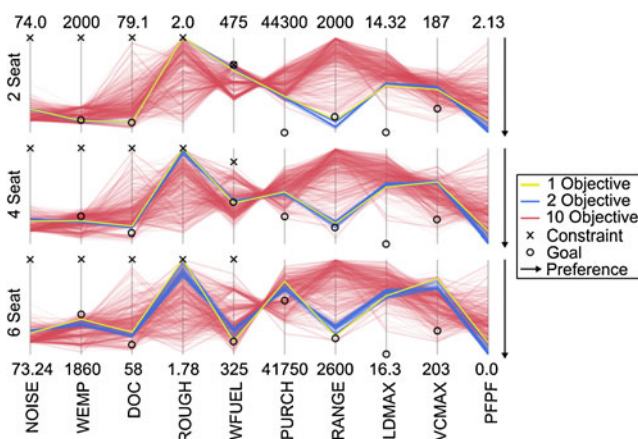 74.0 2000 79.1 2.0 475 44300 2000 14.32 187 2.13
2 Seat
4 Seat
6 Seat
1 Objective
2 Objective
10 Objective
Constraint
Goal
Preference
73.24 1860 58 1.78 325 41750 2600 16.3 203 0.0
NOISE WEMP DOC ROUGH WFUEL PURCH RANGE LDMAX VCMAX PFPF